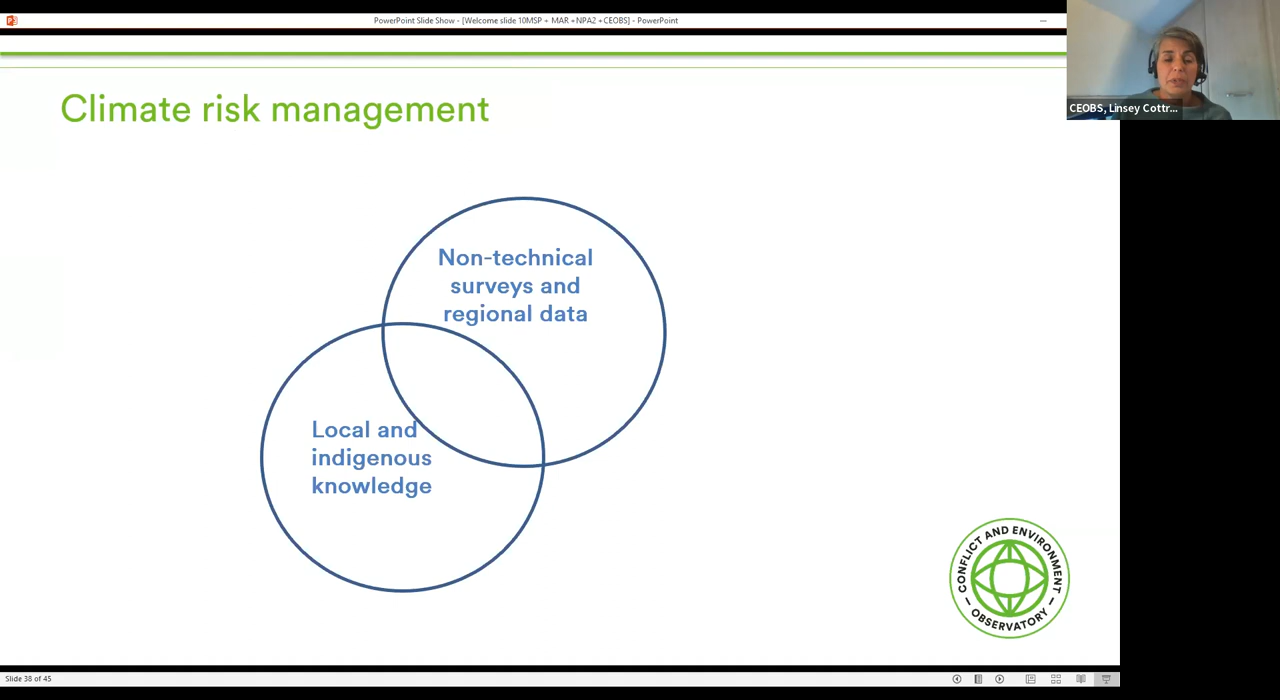 PowerPoint Slide Show - [Welcome slide 10MSP + MAR +NPA2 +CEOBS] - PowerPoint
CEOBS, Linsey Cottr...
Climate risk management
Non-technical
surveys and
regional data
Local and
indigenous
knowledge
CONFLICT AND ENVIRONMENT
OBSERVATORY
Slide 38 of 45